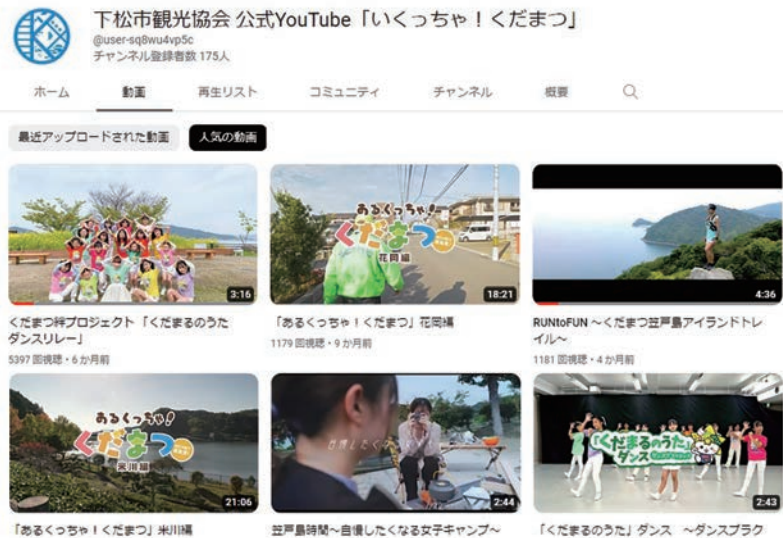 下松市観光協会 公式YouTube「いくっちゃ！くだまつ」
@user-sq8wu4vp5c
チャンネル登録者数 175人
ホーム 動画 再生リスト コミュニティ チャンネル 概要
最近アップロードされた動画 人気の動画
3:16
あるくっちゃ！
くだまつ
花岡編
18:21
4:36
くだまつ絆プロジェクト「くだまるのうた
ダンスリレー」
5397 回視聴・6 か月前
「あるくっちゃ！くだまつ」花岡編
1179 回視聴・9 か月前
RUNtoFUN ～くだまつ笠戸島アイランドトレ
イル～
1181 回視聴・4 か月前
あるくっちゃ！
くだまつ
米川編
21:06
自慢したくなる
2:44
「くだまるのうた」
ダンス
2:43
「あるくっちゃ！くだまつ」米川編
笠戸島時間～自慢したくなる女子キャンプ～
「くだまるのうた」ダンス ～ダンスプラク